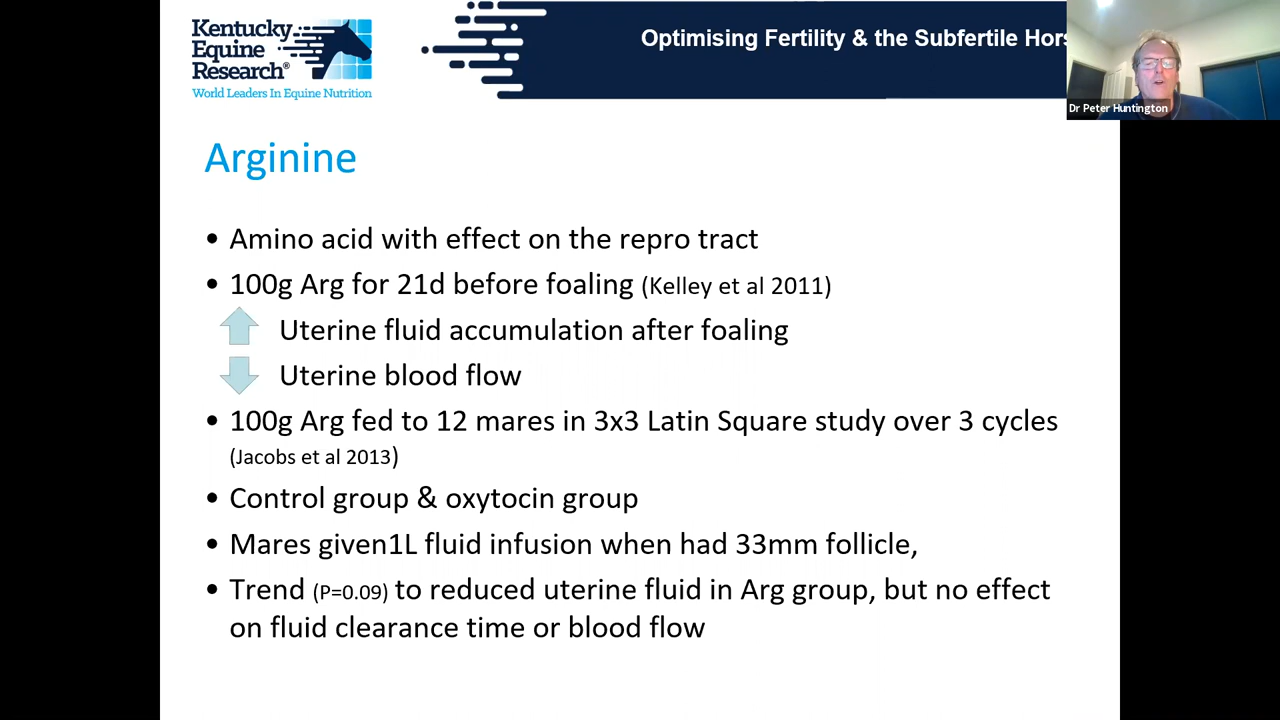 Kentucky
Equine
Research®
World Leaders In Equine Nutrition
Optimising Fertility & the Subfertile Hors
Dr Peter Huntington
Arginine
• Amino acid with effect on the repro tract
• 100g Arg for 21d before foaling (Kelley et al 2011)
Uterine fluid accumulation after foaling
Uterine blood flow
• 100g Arg fed to 12 mares in 3x3 Latin Square study over 3 cycles
(Jacobs et al 2013)
• Control group & oxytocin group
• Mares given1L fluid infusion when had 33mm follicle,
• Trend (P=0.09) to reduced uterine fluid in Arg group, but no effect
on fluid clearance time or blood flow